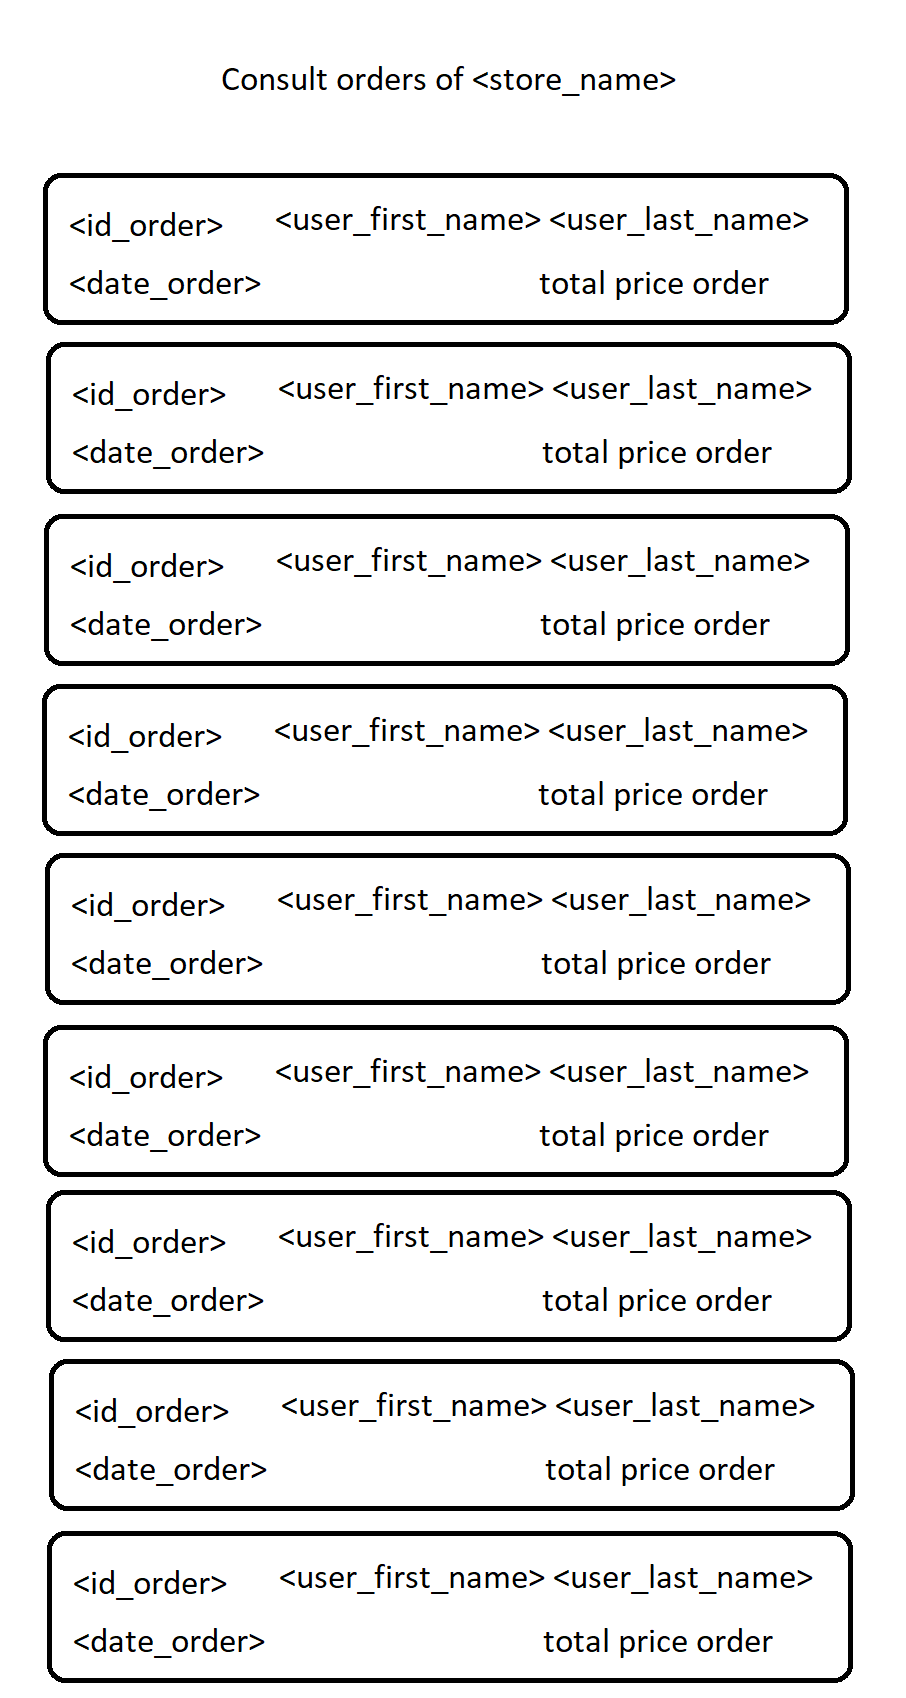 Consult orders of <store_name>
<id_order> <user_first_name> <user_last_name>
<date_order> total price order
<id_order> <user_first_name> <user_last_name>
<date_order> total price order
<id_order> <user_first_name> <user_last_name>
<date_order> total price order
<id_order> <user_first_name> <user_last_name>
<date_order> total price order
<id_order> <user_first_name> <user_last_name>
<date_order> total price order
<id_order> <user_first_name> <user_last_name>
<date_order> total price order
<id_order> <user_first_name> <user_last_name>
<date_order> total price order
<id_order> <user_first_name> <user_last_name>
<date_order> total price order
<id_order> <user_first_name> <user_last_name>
<date_order> total price order